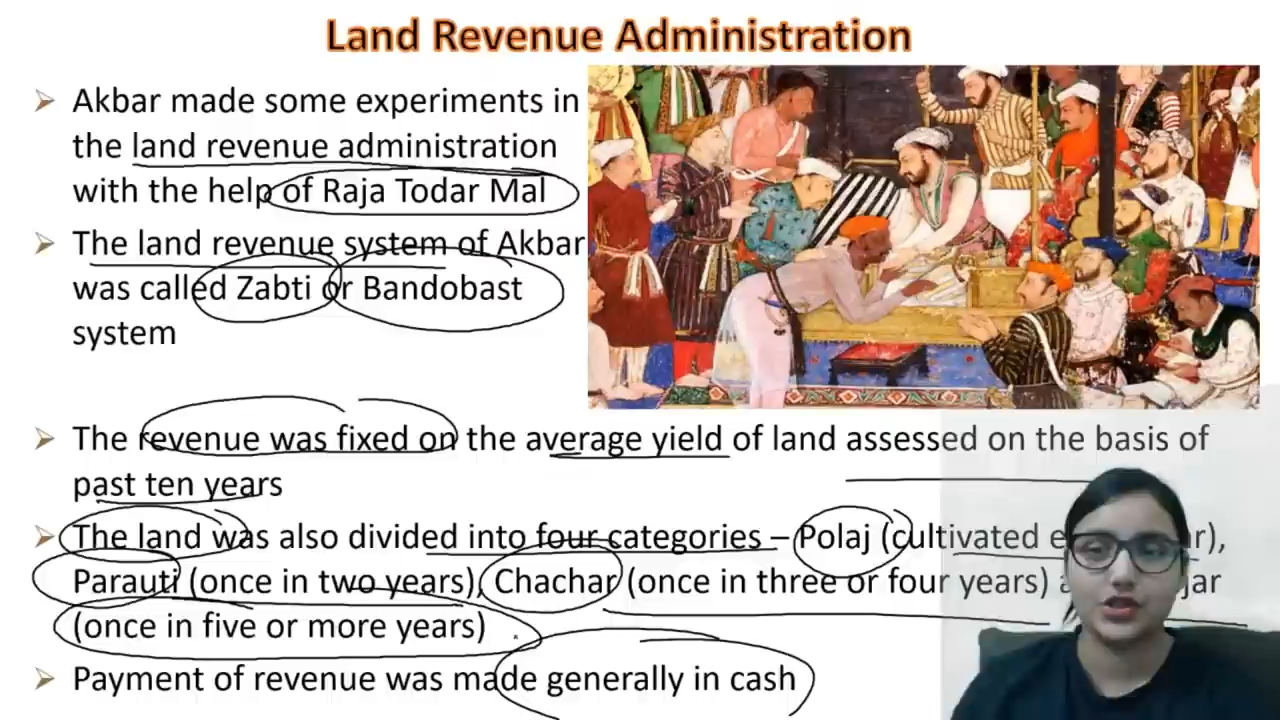 Land Revenue Administration
➢ Akbar made some experiments in
the land revenue administration
with the help of Raja Todar Mal
➢ The land revenue system of Akbar
was called Zabti or Bandobast
system
➢ The revenue was fixed on the average yield of land assessed on the basis of
past ten years
➢ The land was also divided into four categories – Polaj (cultivated
Parauti (once in two years), Chachar (once in three or four years)
(once in five or more years)
➢ Payment of revenue was made generally in cash